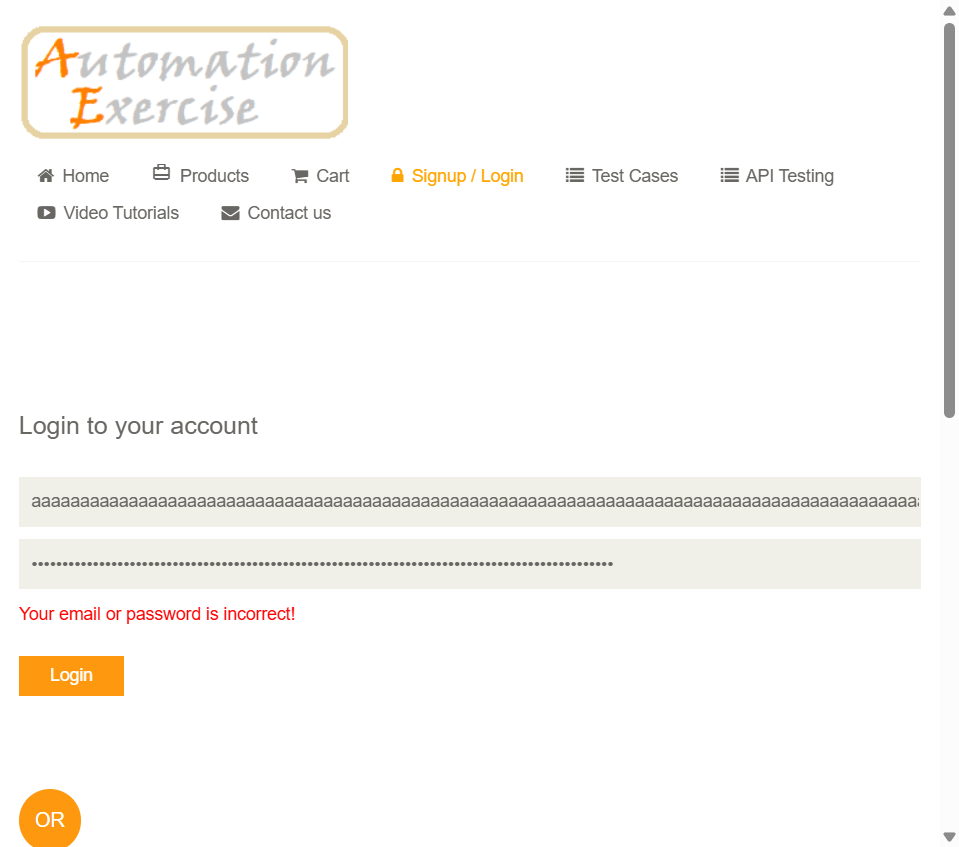 Automation
Exercise
Home Products Cart Signup / Login Test Cases API Testing
Video Tutorials Contact us
Login to your account
aaaaaaaaaaaaaaaaaaaaaaaaaaaaaaaaaaaaaaaaaaaaaaaaaaaaaaaaaaaaaaaaaaaaaaaaaaaaaaaaaaaaaaaaaaa
••••••••••••••••••••••••••••••••••••••••••••••••••••••••••••••••••••••••••••••••••••••••••••••••
Your email or password is incorrect!
Login
OR